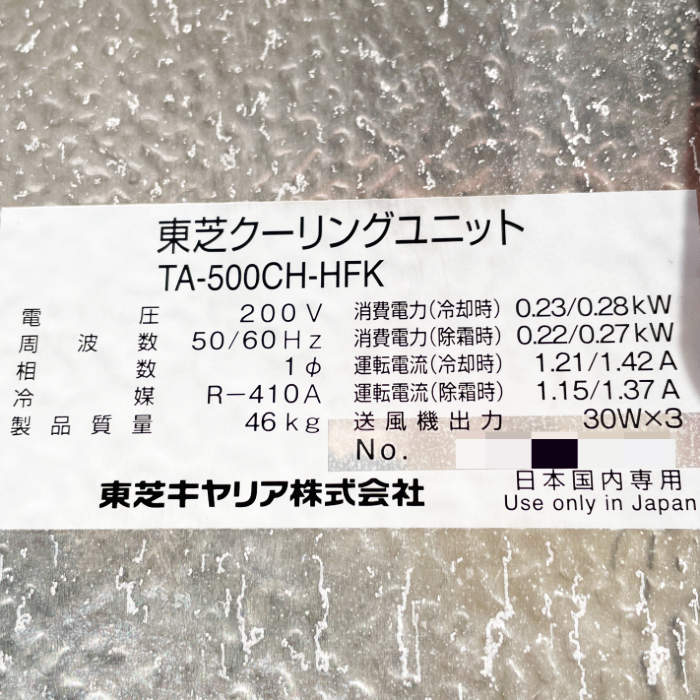 東芝クーリングユニット
TA-500CH-HFK
電圧 200V 消費電力(冷却時) 0.23/0.28kW
周波数 50/60Hz 消費電力(除霜時) 0.22/0.27kW
相数 1φ 運転電流(冷却時) 1.21/1.42A
冷媒 R-410A 運転電流(除霜時) 1.15/1.37A
製品質量 46kg 送風機出力 30W×3
No.
東芝キヤリア株式会社 日本国内専用
Use only in Japan